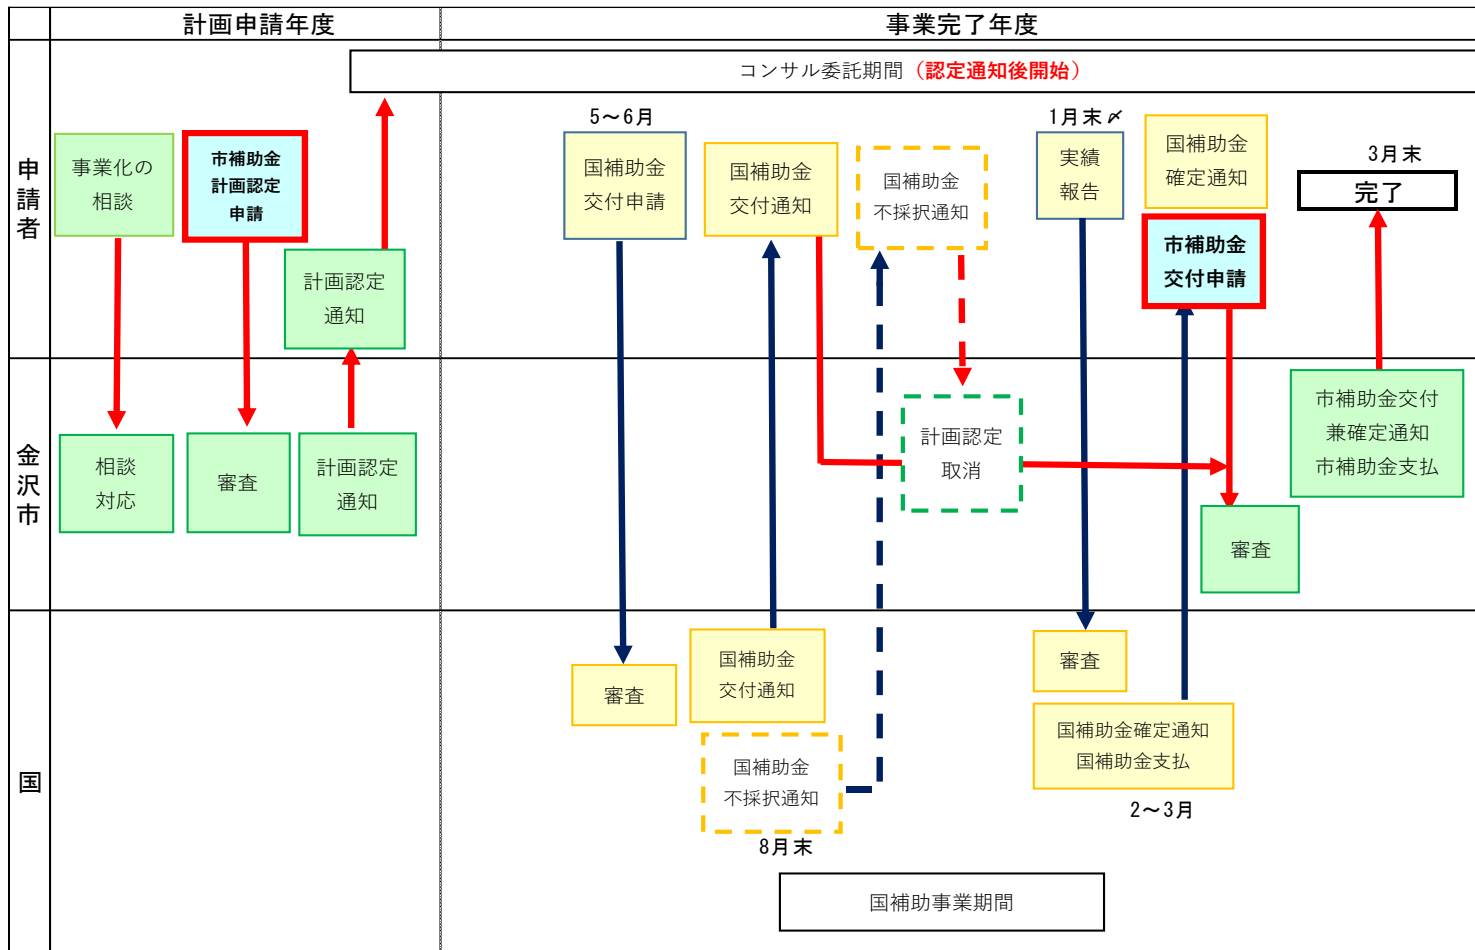 計画申請年度
事業完了年度
申請者
コンサル委託期間（認定通知後開始）
事業化の
相談
市補助金
計画認定
申請
計画認定
通知
5～6月
国補助金
交付申請
国補助金
交付通知
国補助金
不採択通知
1月末〆
実績
報告
国補助金
確定通知
市補助金
交付申請
3月末
完了
金沢市
相談
対応
審査
計画認定
通知
計画認定
取消
審査
市補助金交付
兼確定通知
市補助金支払
国
審査
国補助金
交付通知
国補助金
不採択通知
8月末
審査
国補助金確定通知
国補助金支払
2～3月
国補助事業期間